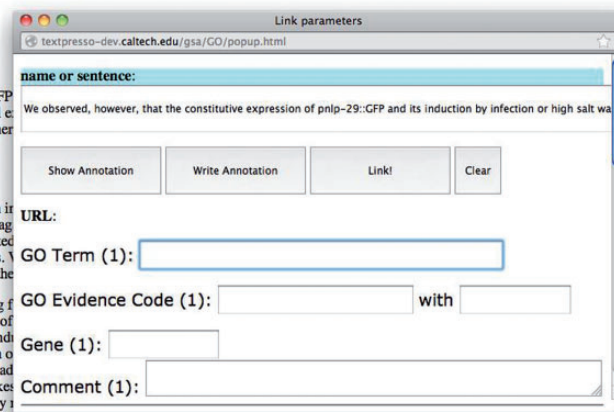 Link parameters
textpresso-dev.caltech.edu/gsa/GO/popup.html
name or sentence:
We observed, however, that the constitutive expression of pnlp-29::GFP and its induction by infection or high salt wa
Show Annotation Write Annotation Link! Clear
URL:
GO Term (1):
GO Evidence Code (1): with
Gene (1):
Comment (1):